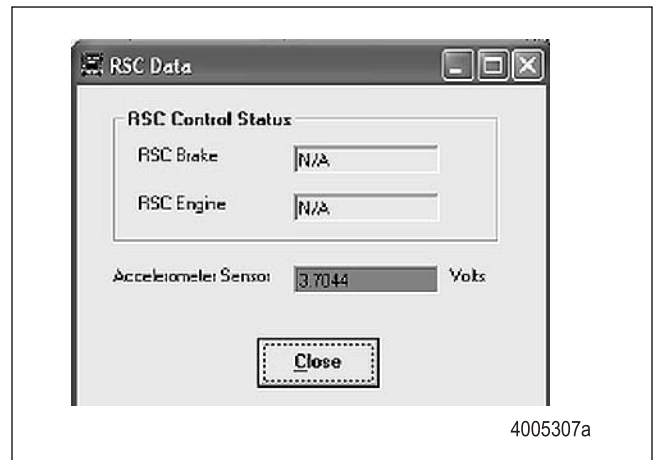 RSC Data
RSC Control Status
RSC Brake N/A
RSC Engine N/A
Accelerometer Sensor 3.7044 Volts
Close
4005307a